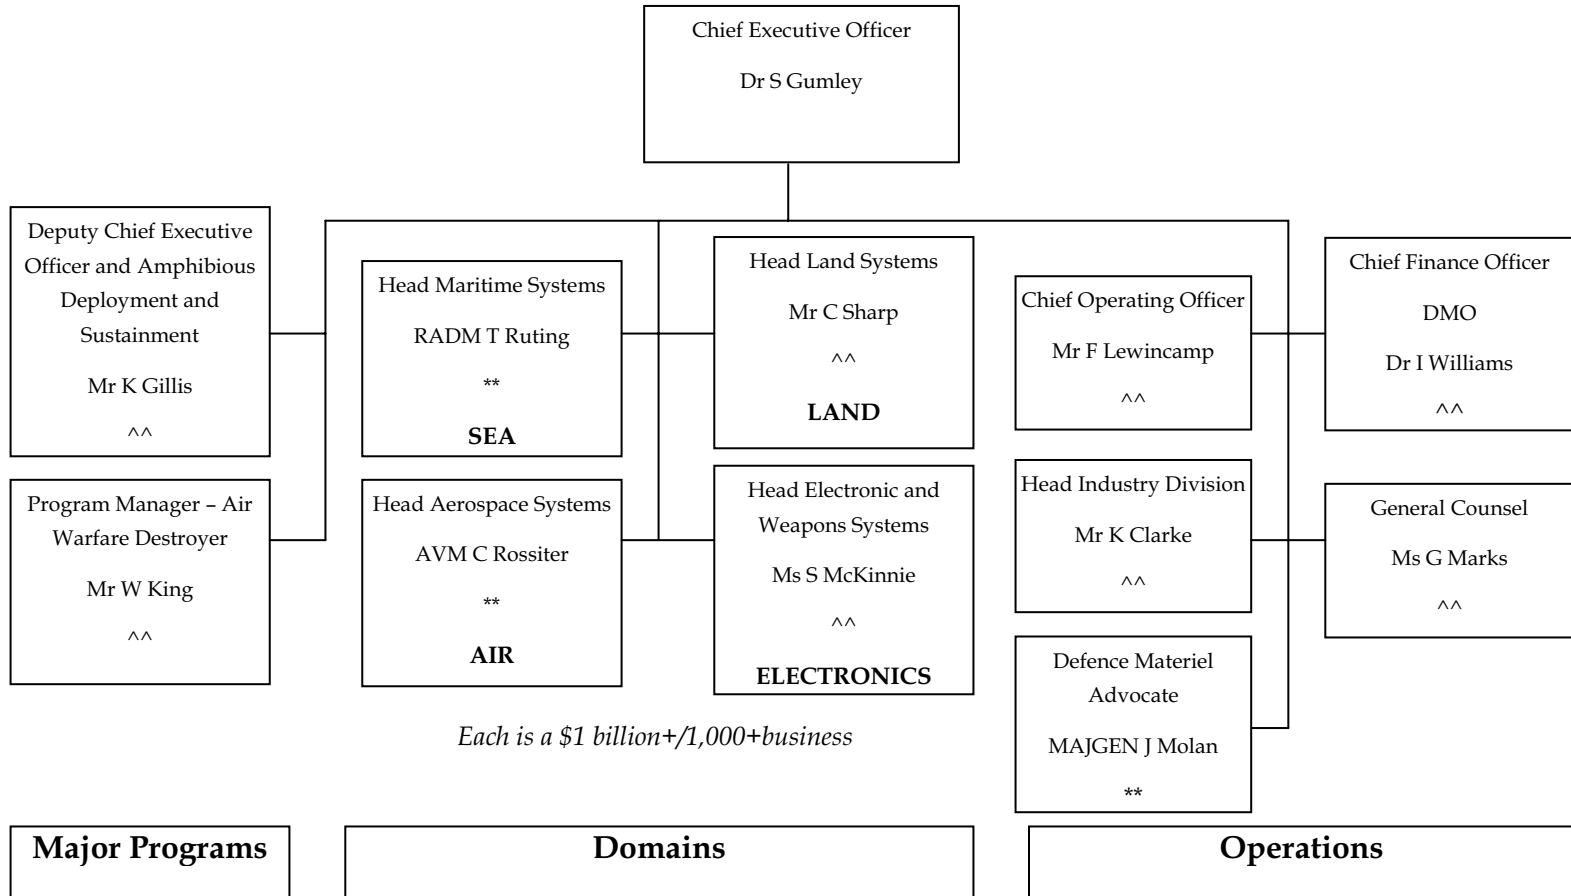 Chief Executive Officer
Dr S Gumley
Deputy Chief Executive
Officer and Amphibious
Deployment and
Sustainment
Mr K Gillis
^^
Program Manager – Air
Warfare Destroyer
Mr W King
^^
Head Maritime Systems
RADM T Ruting
**
SEA
Head Aerospace Systems
AVM C Rossiter
**
AIR
Head Land Systems
Mr C Sharp
^^
LAND
Head Electronic and
Weapons Systems
Ms S McKinnie
^^
ELECTRONICS
Each is a $1 billion+/1,000+business
Chief Operating Officer
Mr F Lewincamp
^^
Head Industry Division
Mr K Clarke
^^
Defence Materiel
Advocate
MAJGEN J Molan
**
Chief Finance Officer
DMO
Dr I Williams
^^
General Counsel
Ms G Marks
^^
Major Programs
Domains
Operations